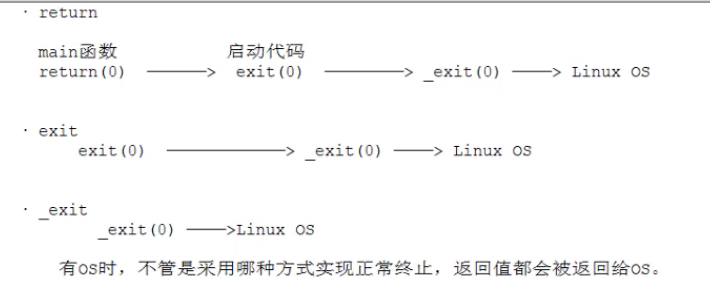 · return
main函数 启动代码
return(0) ———> exit(0) ———> _exit(0) ———> Linux OS
· exit
exit(0) ———> _exit(0) ———> Linux OS
· _exit
_exit(0) ———>Linux OS
有OS时，不管是采用哪种方式实现正常终止，返回值都会被返回给OS。